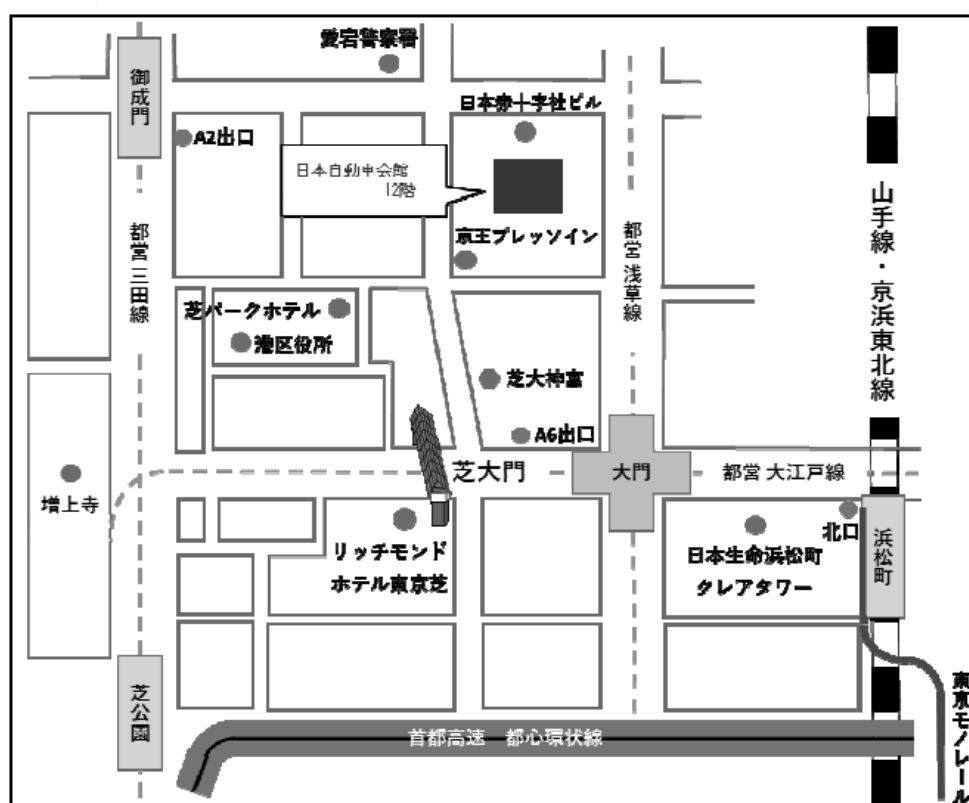 愛宕警察署
御成門
日本赤十字社ビル
A2出口
日本自動車会館
12階
都営 三田線
京王プレッソイン
都営 浅草線
山手線・京浜東北線
芝パークホテル
港区役所
芝大神宮
A6出口
芝大門
大門
都営 大江戸線
増上寺
北口
浜松町
リッチモンド
ホテル東京芝
日本生命浜松町
クレアタワー
芝公園
首都高速 都心環状線
東京モノレール